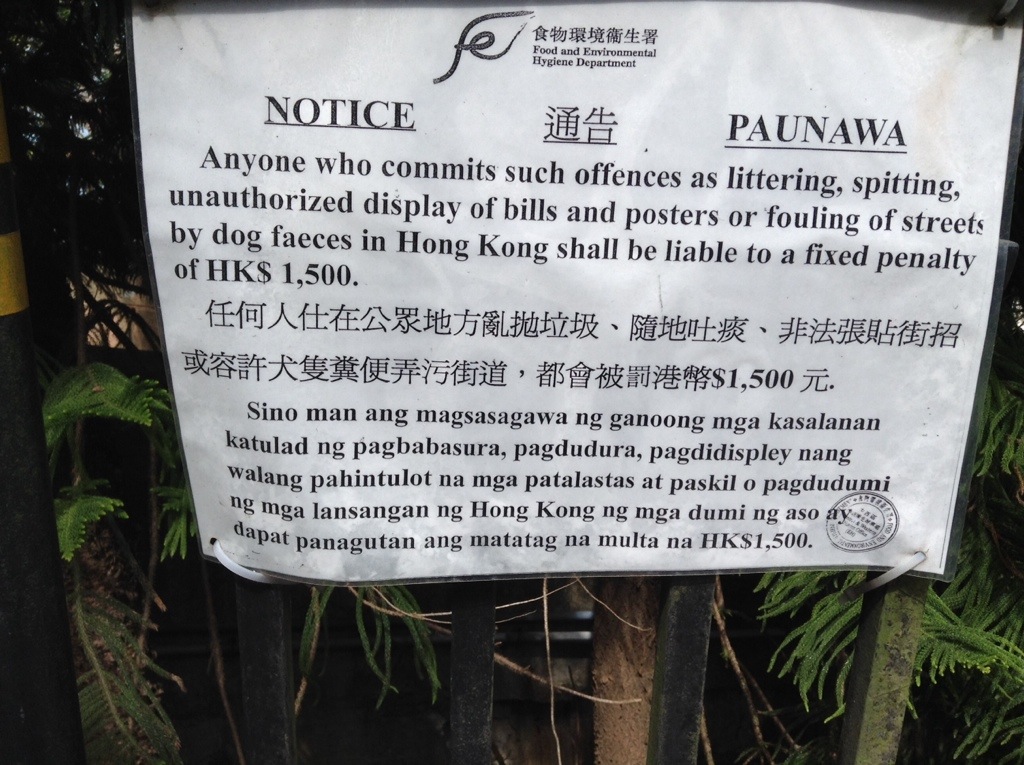 食物環境衞生署
Food and Environmental
Hygiene Department
NOTICE 通告 PAUNAWA
Anyone who commits such offences as littering, spitting,
unauthorized display of bills and posters or fouling of streets
by dog faeces in Hong Kong shall be liable to a fixed penalty
of HK$ 1,500.
任何人仕在公眾地方亂拋垃圾、隨地吐痰、非法張貼街招
或容許犬隻糞便弄污街道，都會被罰港幣$1,500 元.
Sino man ang magsasagawa ng ganoong mga kasalanan
katulad ng pagbabasura, pagdudura, pagdidispley nang
walang pahintulot na mga patalastas at paskil o pagdudumi
ng mga lansangan ng Hong Kong ng mga dumi ng aso ay
dapat panagutan ang matatag na multa na HK$1,500.